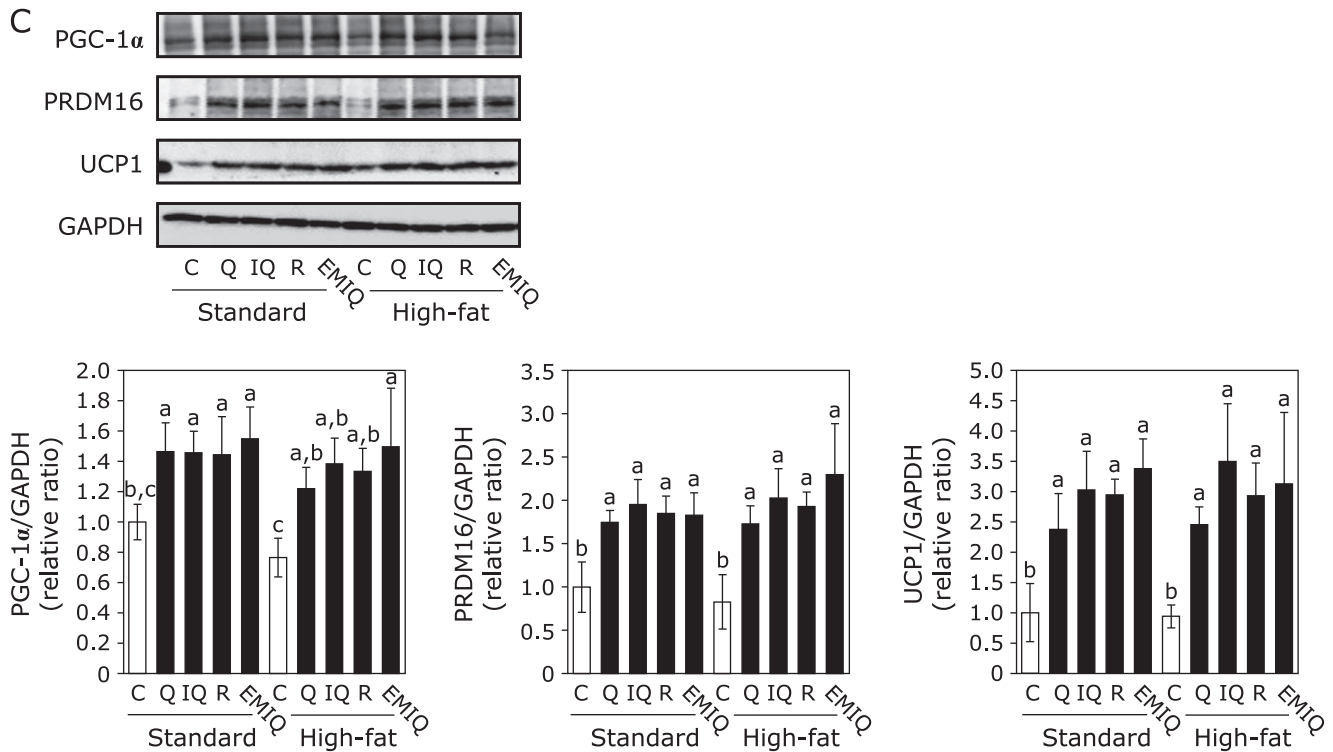 C
PGC-1α
PRDM16
UCP1
GAPDH
C Q IQ R EMIQ C Q IQ R EMIQ
Standard High-fat
PGC-1α/GAPDH
(relative ratio)
2.0
1.8
1.6
1.4
1.2
1.0
0.8
0.6
0.4
0.2
0
b,c a a a a c a,b a,b a,b a
C Q IQ R EMIQ C Q IQ R EMIQ
Standard High-fat
PRDM16/GAPDH
(relative ratio)
3.5
3.0
2.5
2.0
1.5
1.0
0.5
0.0
b a a a a b a a a a
C Q IQ R EMIQ C Q IQ R EMIQ
Standard High-fat
UCP1/GAPDH
(relative ratio)
5.0
4.5
4.0
3.5
3.0
2.5
2.0
1.5
1.0
0.5
0
b a a a a b a a a a
C Q IQ R EMIQ C Q IQ R EMIQ
Standard High-fat